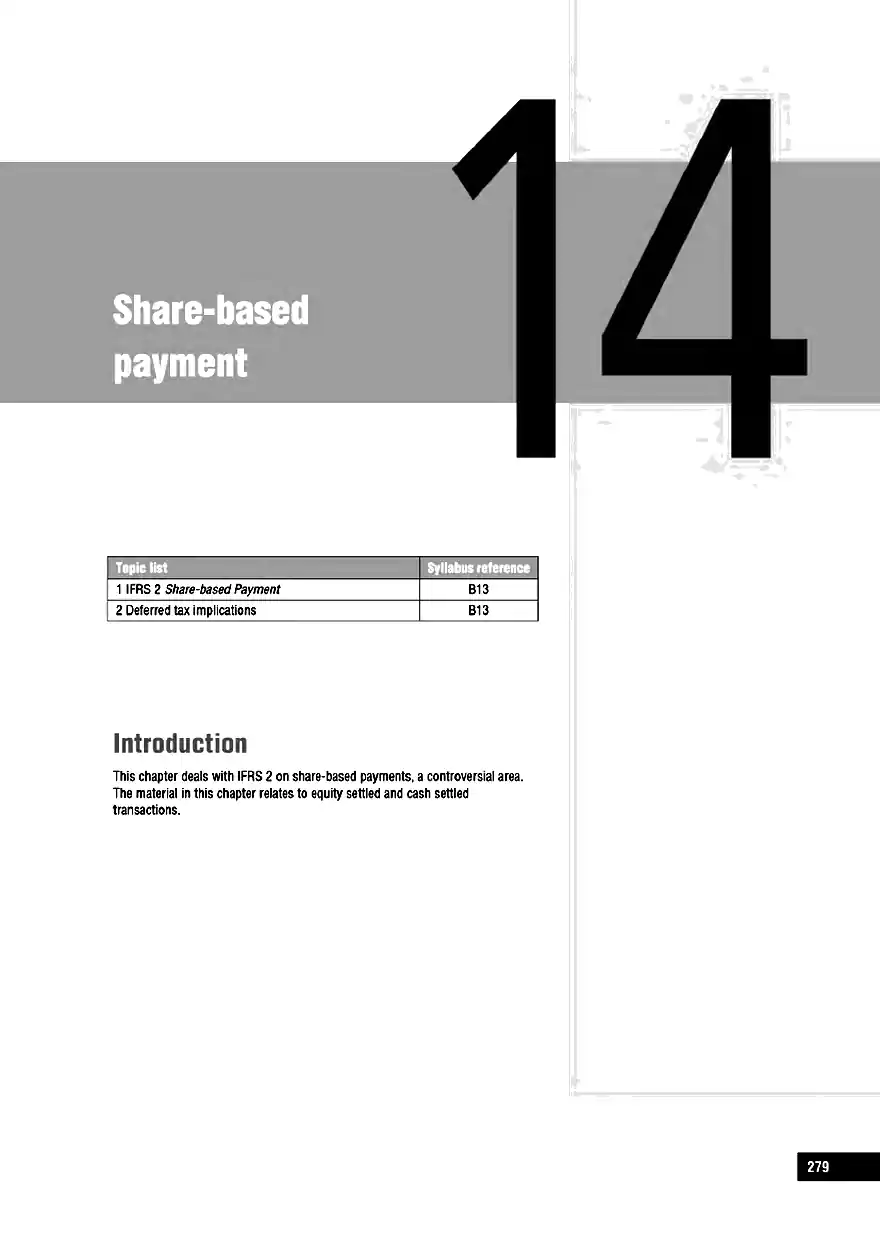 14
Share-based
payment
Topic list Syllabus reference
1 IFRS 2 Share-based Payment B13
2 Deferred tax implications B13
Introduction
This chapter deals with IFRS 2 on share-based payments, a controversial area.
The material in this chapter relates to equity settled and cash settled
transactions.
279